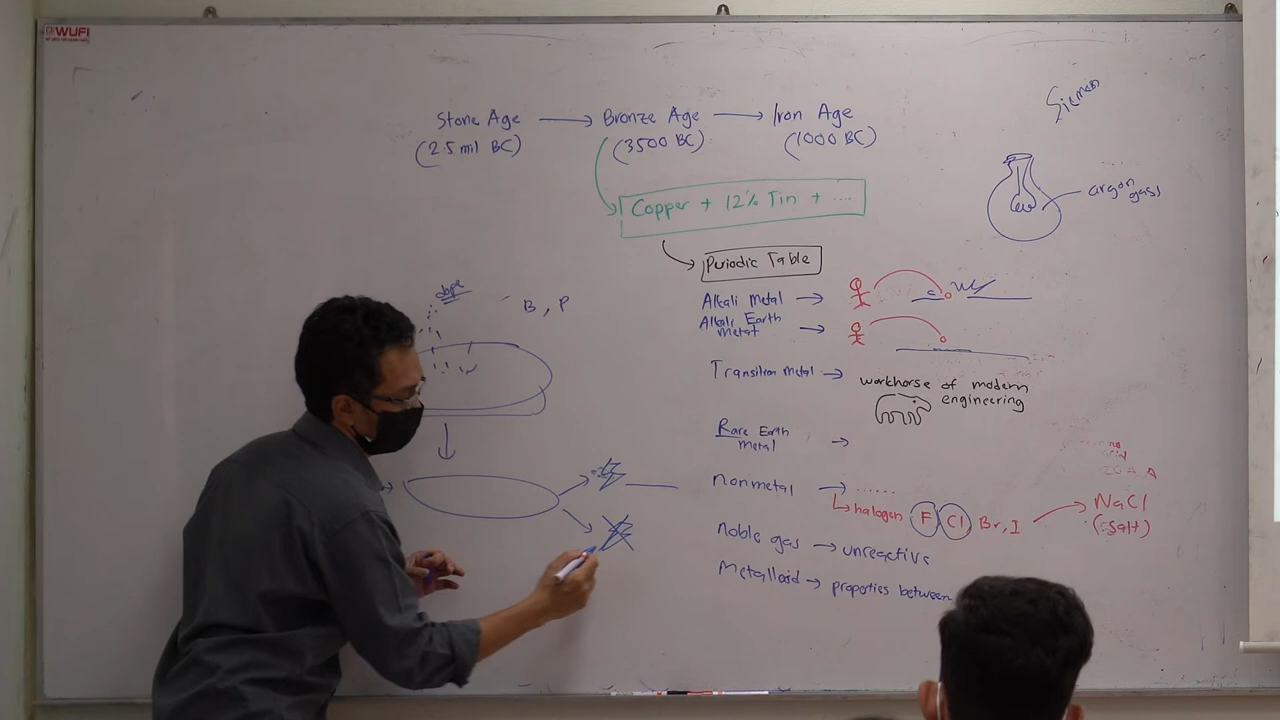 WUFI
Siemens
Stone Age → Bronze Age → Iron Age
(2.5 mil BC) (3500 BC) (1000 BC)
Copper + 12% Tin + ....
argon
gas
Periodic Table
dope
B, P
Alkali Metal →
Alkali Earth
Metal →
Transition Metal → workhorse of modern
engineering
Rare Earth
Metal →
nonmetal → ......
halogen F Cl Br, I → NaCl
(Salt)
Noble gas → unreactive
Metalloid → properties between